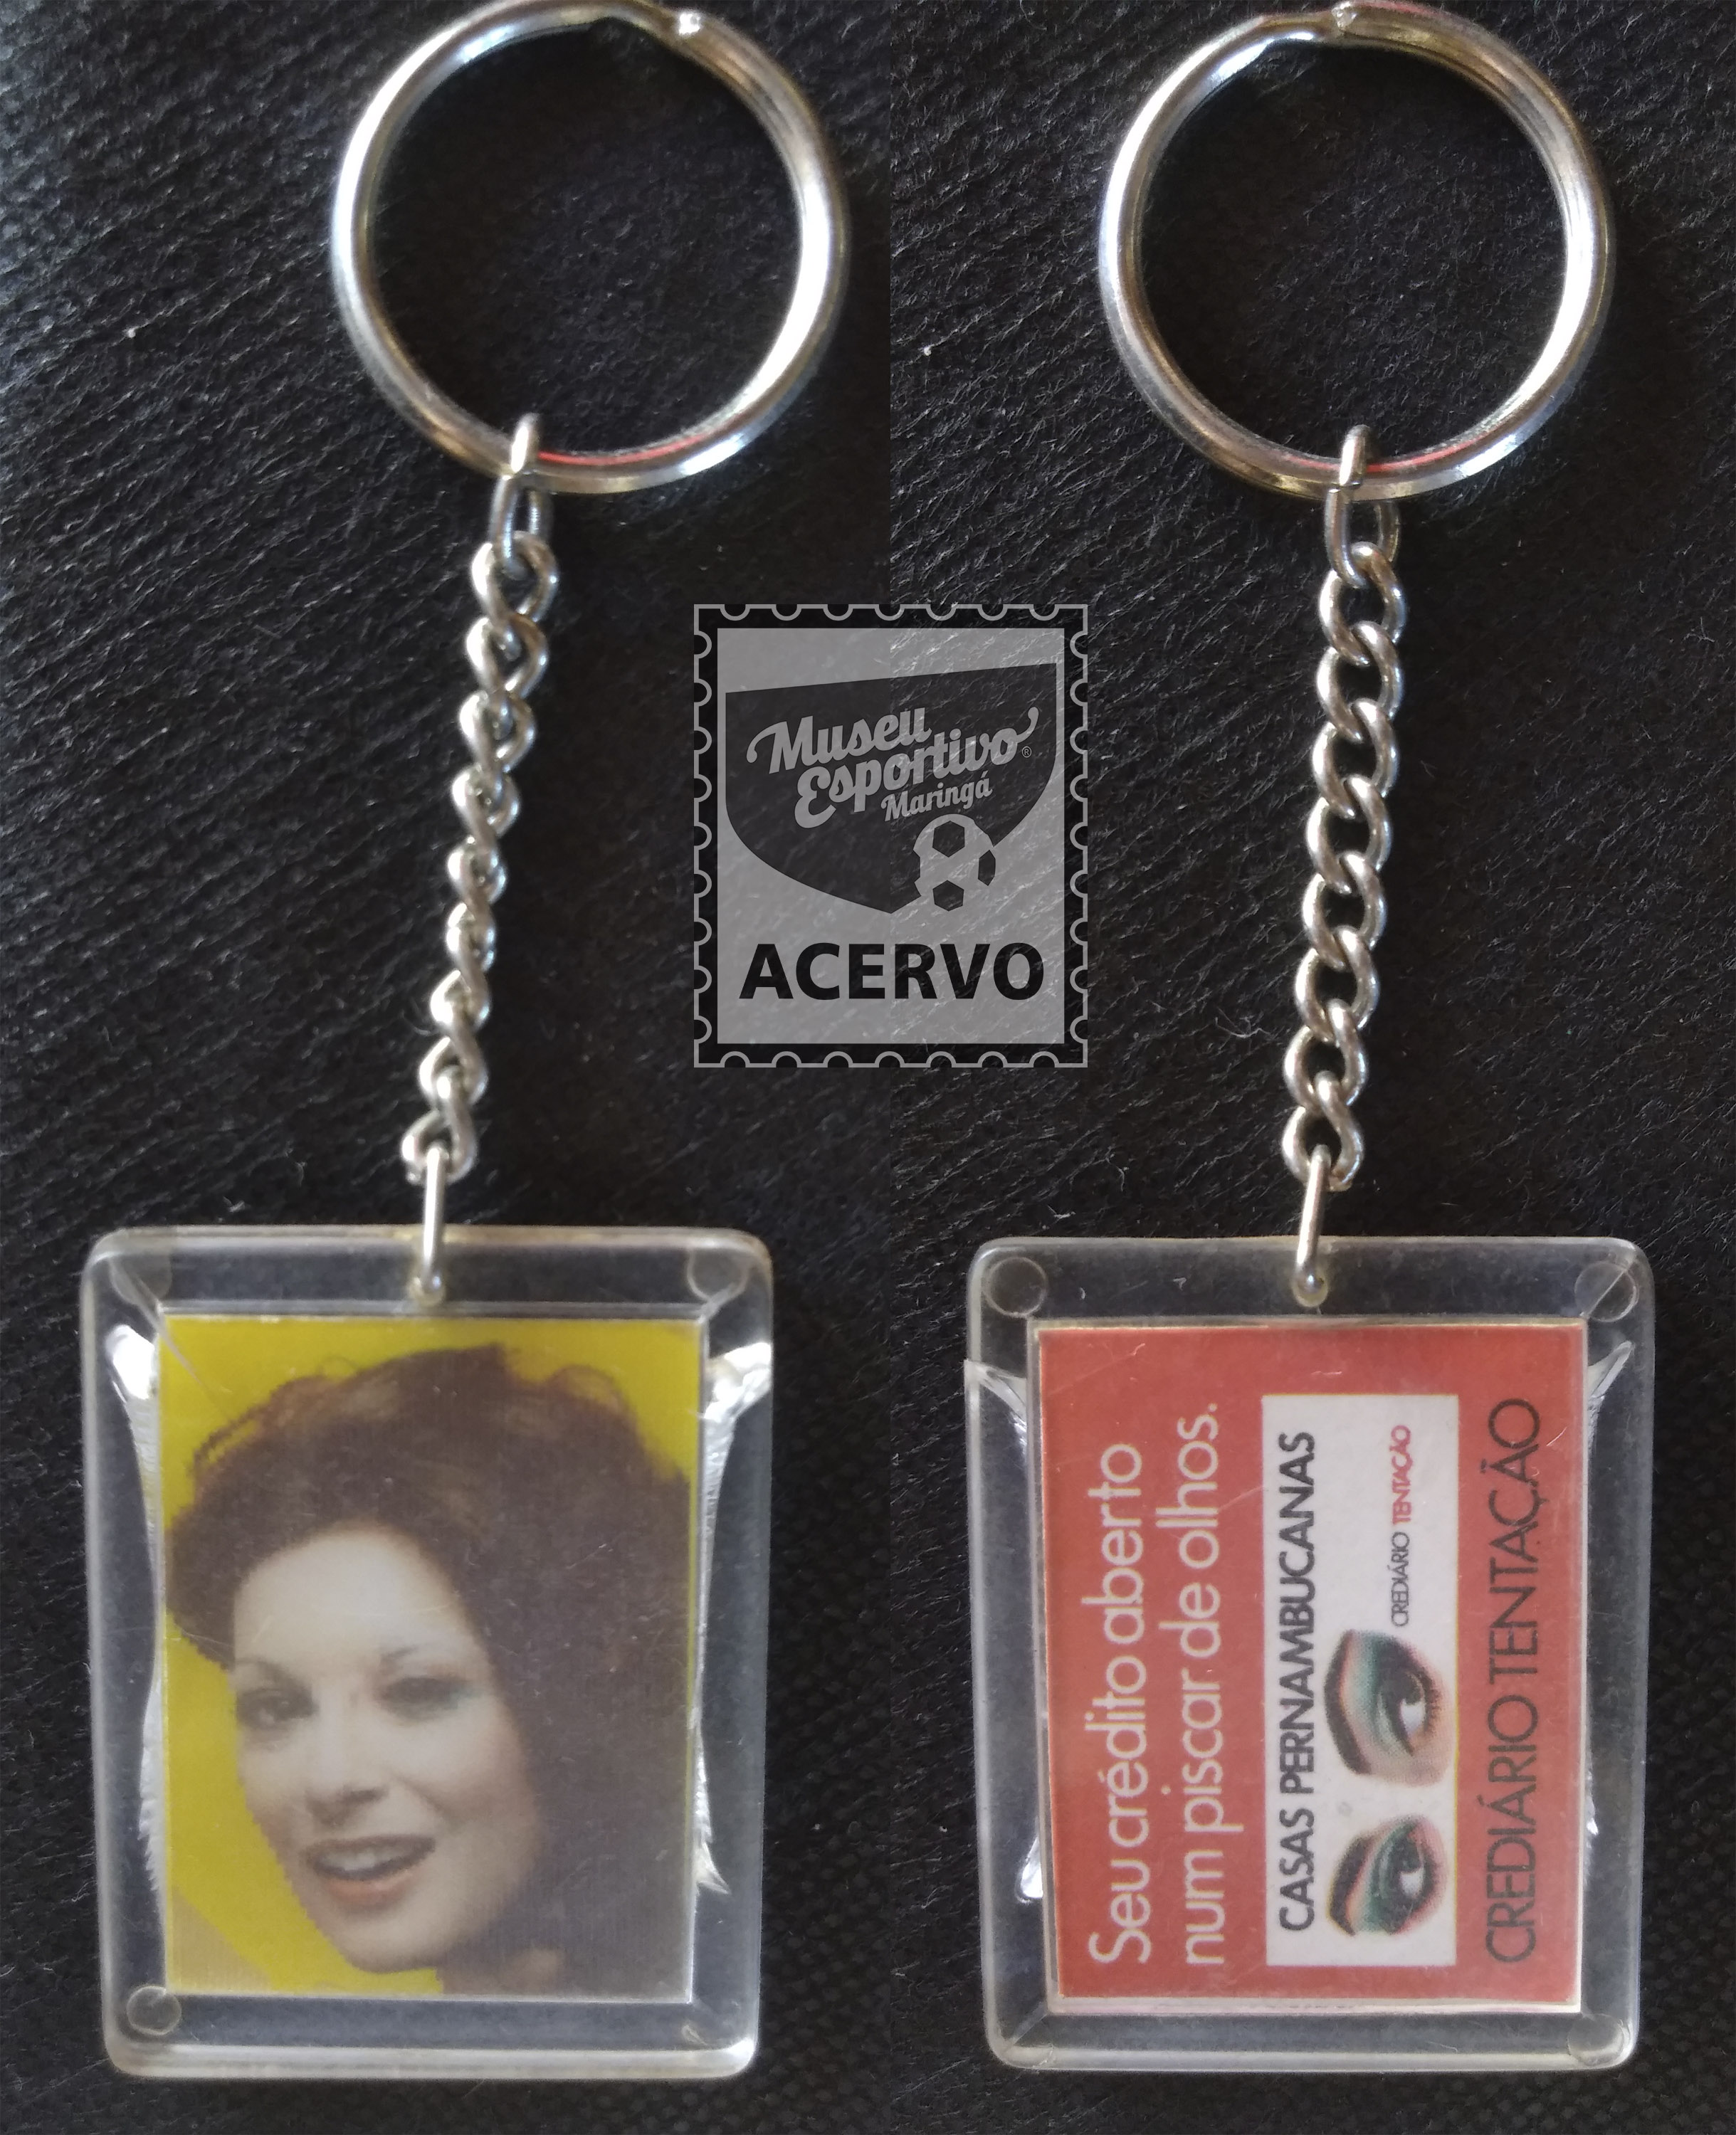 Museu
Esportivo®
Maringá
ACERVO
Seu crédito aberto
num piscar de olhos.
CASAS PERNAMBUCANAS
CREDIÁRIO TENTAÇÃO
CREDIÁRIO TENTAÇÃO